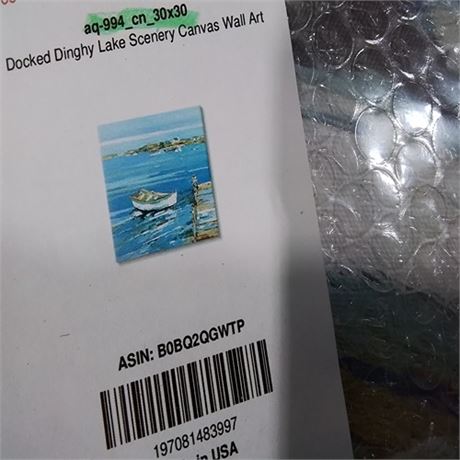 aq-994_cn_30x30
Docked Dinghy Lake Scenery Canvas Wall Art
ASIN: B0BQ2QGWTP
197081483997
in USA